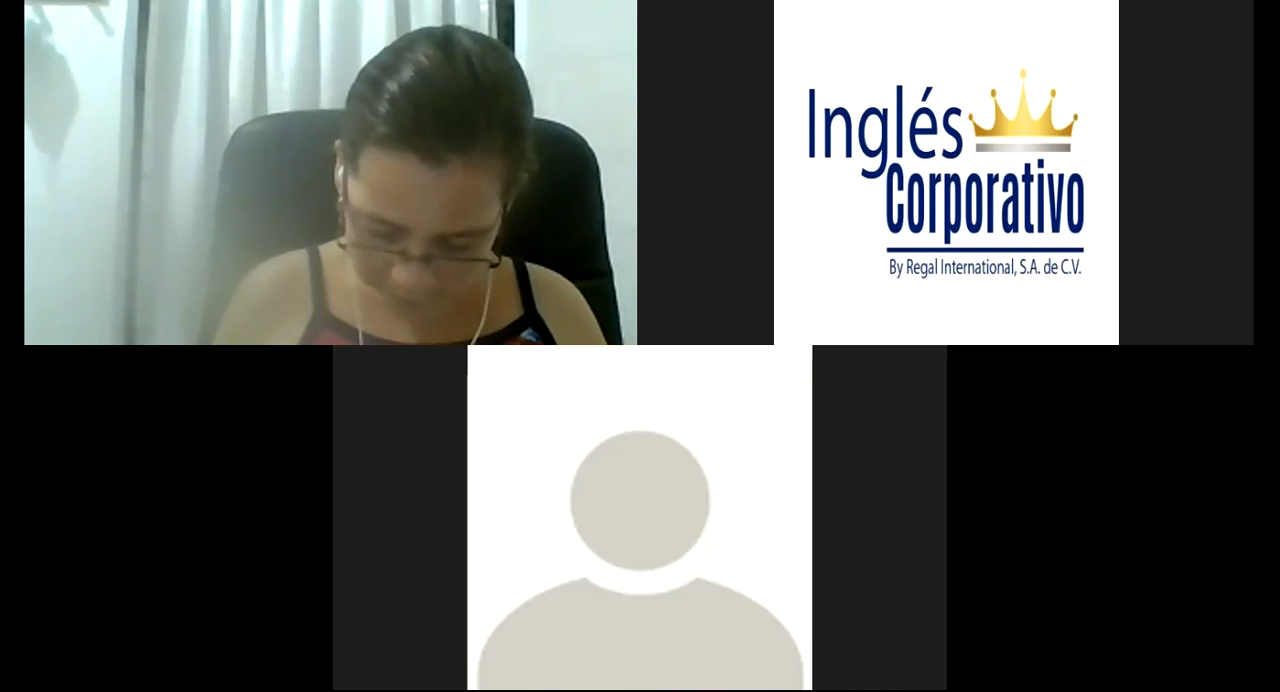 Inglés
Corporativo
By Regal International, S.A. de C.V.